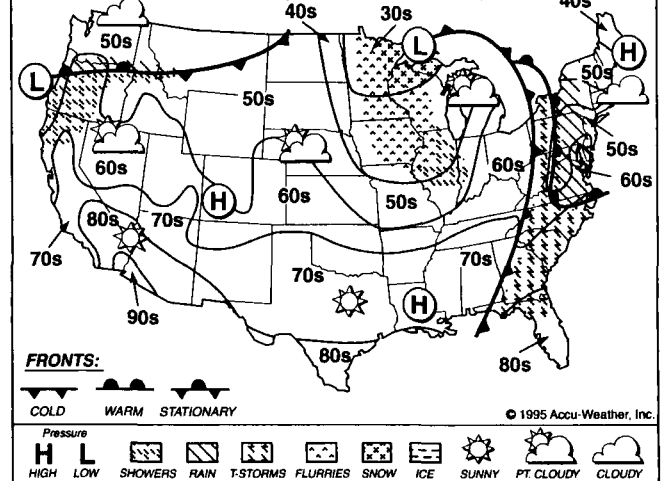 40s
40s
30s
50s
L
H
L
50s
50s
50s
60s
60s
60s
50s
60s
H
80s
70s
50s
70s
70s
70s
H
90s
80s
80s
FRONTS:
COLD WARM STATIONARY
© 1995 Accu-Weather, Inc.
Pressure
H L
HIGH LOW SHOWERS RAIN T-STORMS FLURRIES SNOW ICE SUNNY PT. CLOUDY CLOUDY